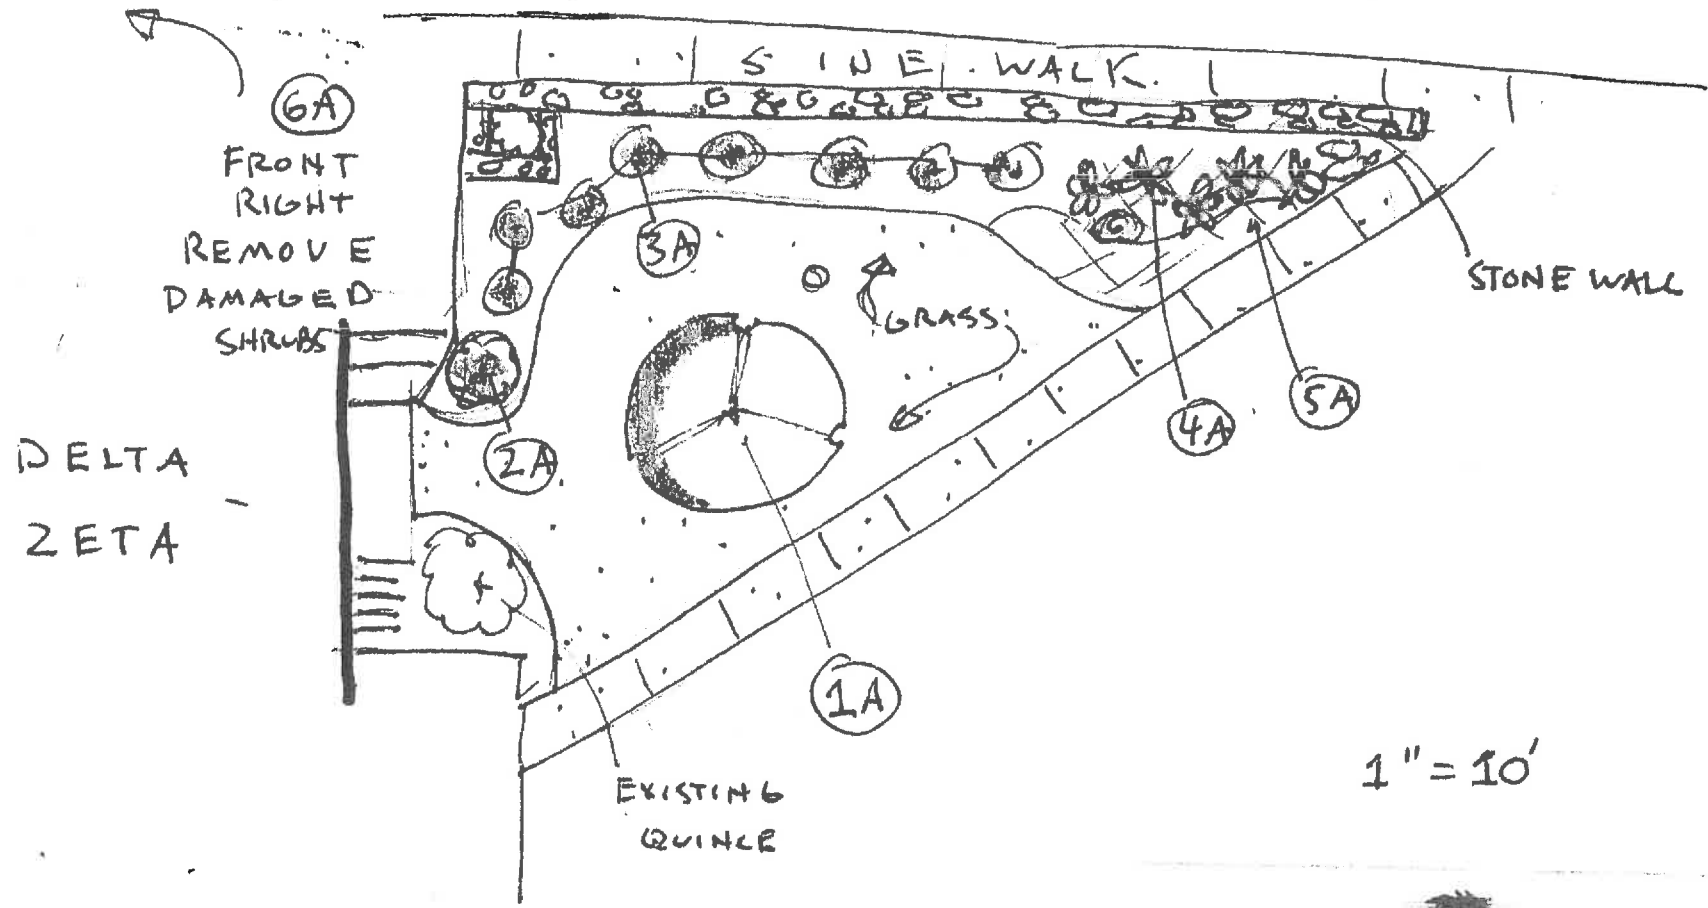 SIDE WALK
6A
FRONT
RIGHT
REMOVE
DAMAGED
SHRUBS
3A
STONE WALL
GRASS
5A
4A
2A
DELTA
ZETA
1A
1" = 10'
EXISTING
QUINCE